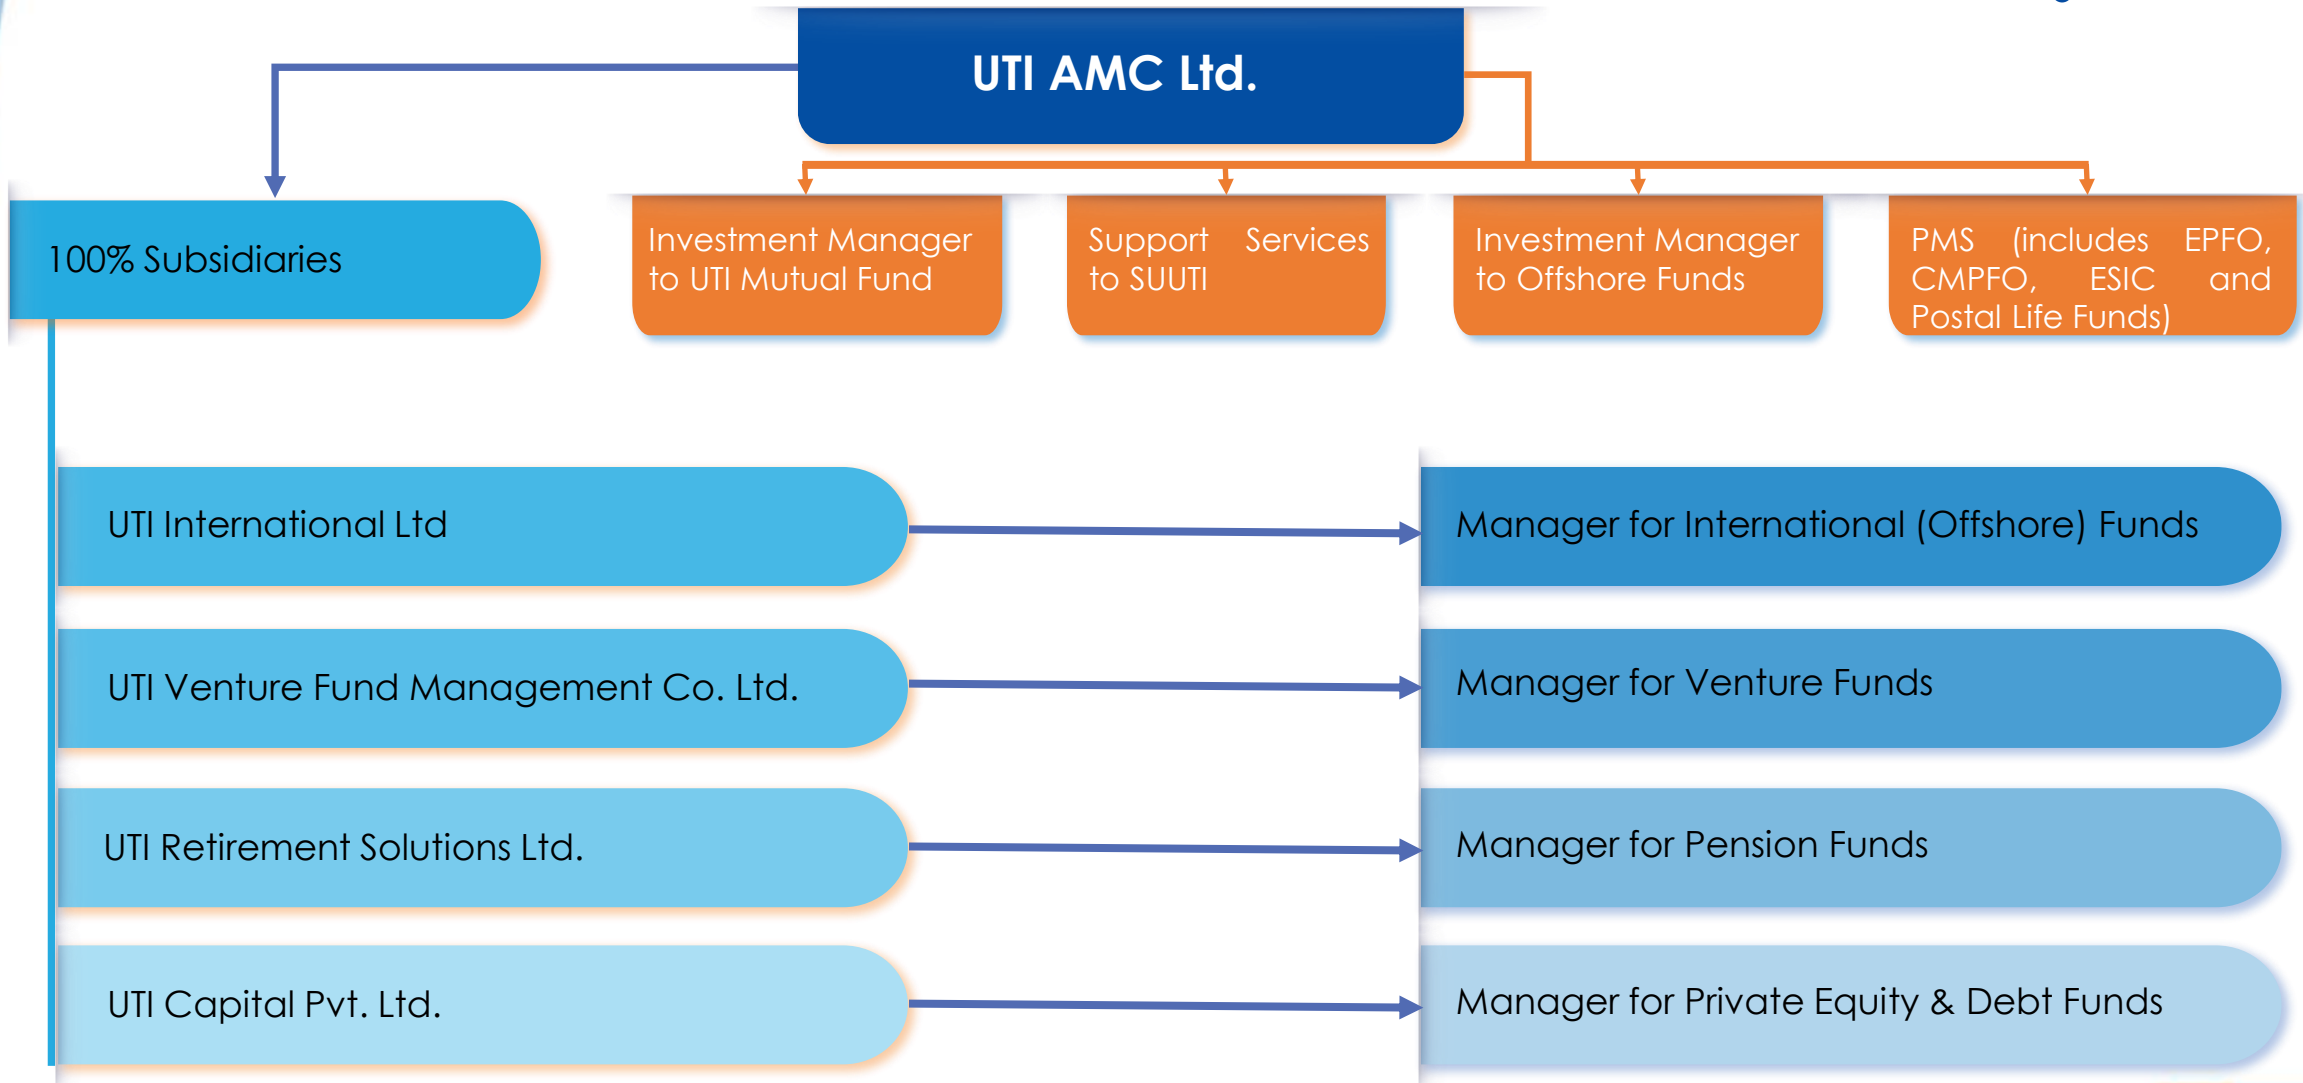 UTI AMC Ltd.
100% Subsidiaries
Investment Manager
to UTI Mutual Fund
Support Services
to SUUTI
Investment Manager
to Offshore Funds
PMS (includes EPFO,
CMPFO, ESIC and
Postal Life Funds)
UTI International Ltd
Manager for International (Offshore) Funds
UTI Venture Fund Management Co. Ltd.
Manager for Venture Funds
UTI Retirement Solutions Ltd.
Manager for Pension Funds
UTI Capital Pvt. Ltd.
Manager for Private Equity & Debt Funds